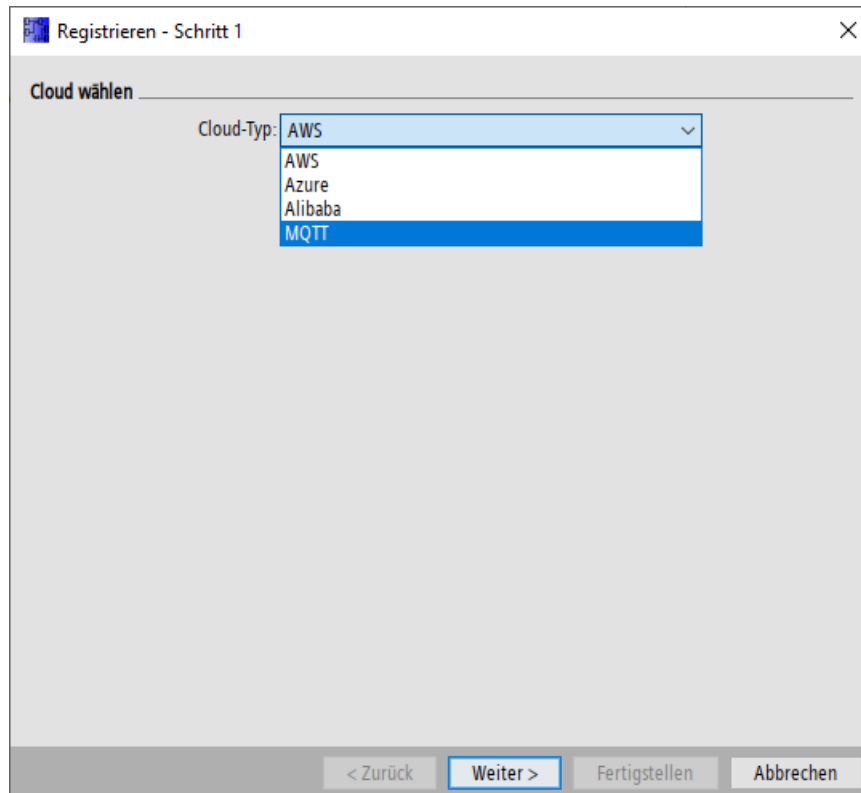 Registrieren - Schritt 1
Cloud wählen
Cloud-Typ: AWS
AWS
Azure
Alibaba
MQTT
< Zurück Weiter > Fertigstellen Abbrechen